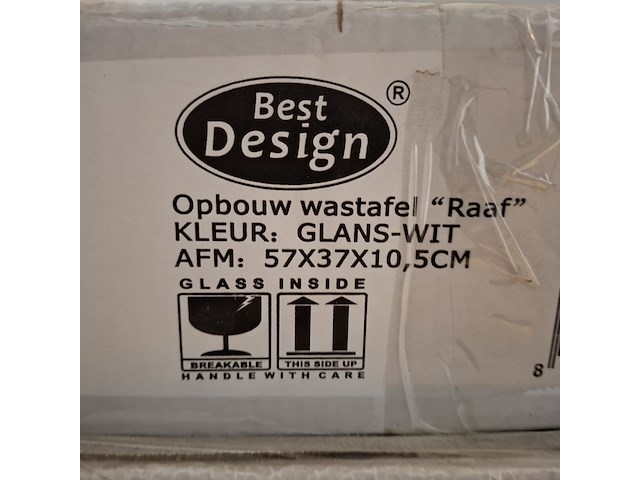 Best
Design ®
Opbouw wastafel “Raaf”
KLEUR: GLANS-WIT
AFM: 57X37X10,5CM
GLASS INSIDE
BREAKABLE THIS SIDE UP
HANDLE WITH CARE
8